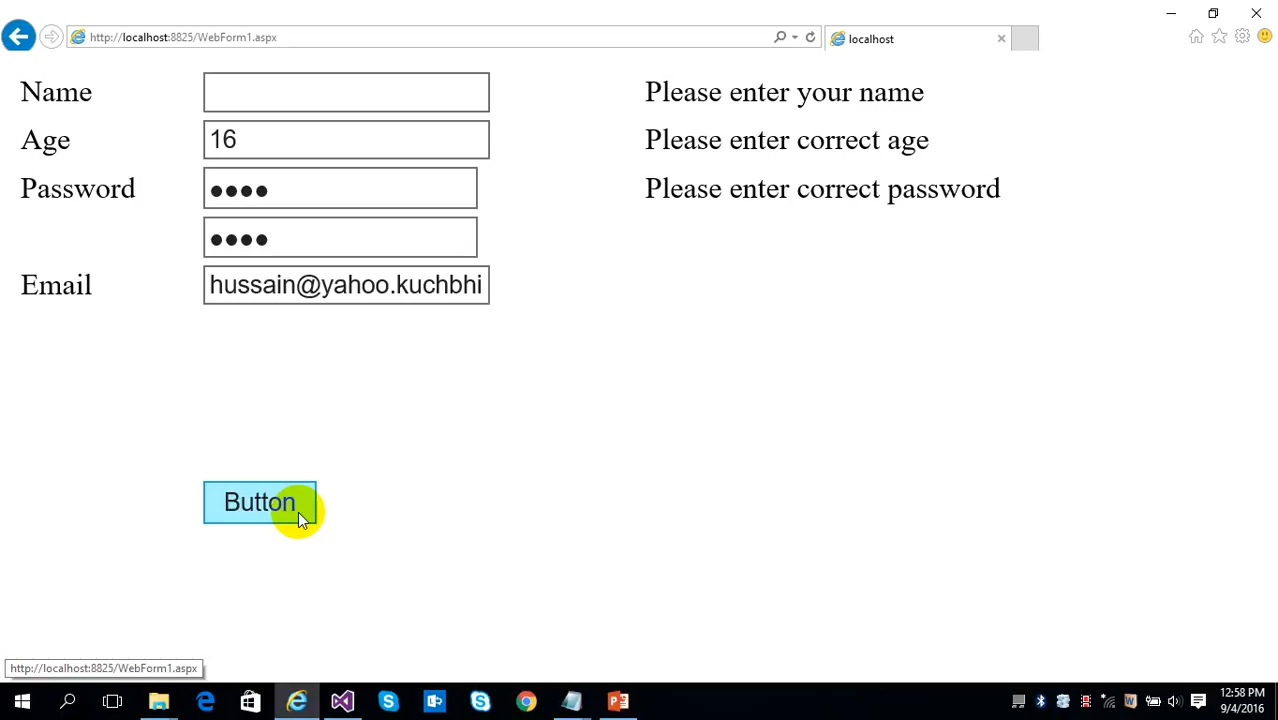 http://localhost:8825/WebForm1.aspx
localhost
Name
Please enter your name
Age
16
Please enter correct age
Password
●●●●
Please enter correct password
●●●●
Email
hussain@yahoo.kuchbhi
Button
http://localhost:8825/WebForm1.aspx
12:58 PM
9/4/2016